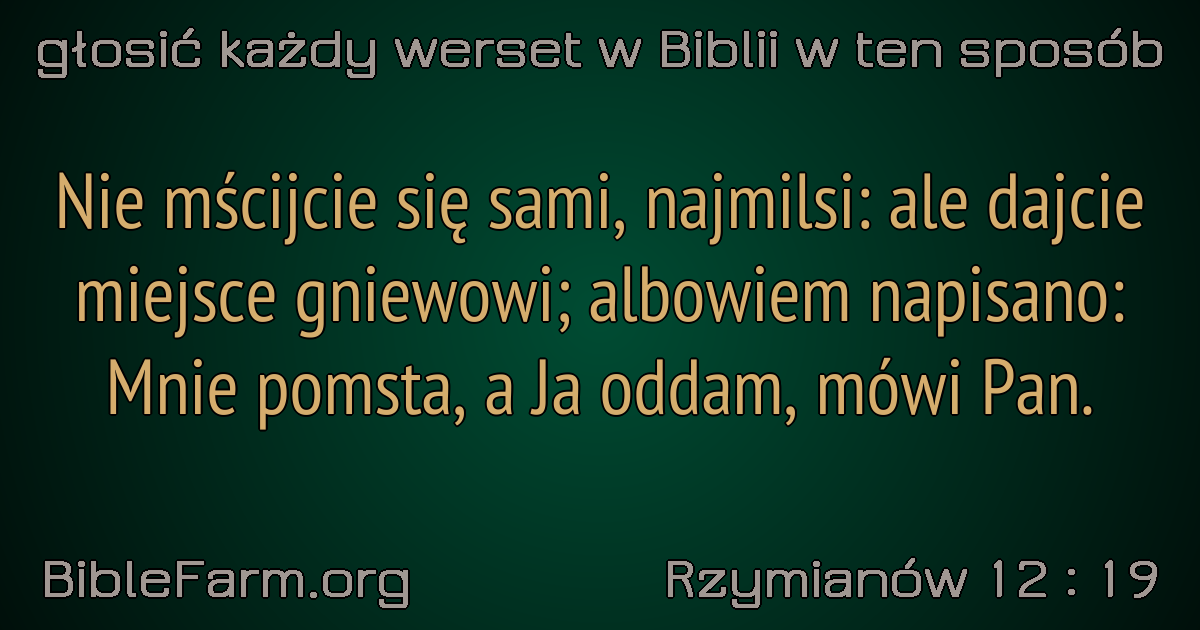 głosić każdy werset w Biblii w ten sposób
Nie mścijcie się sami, najmilsi: ale dajcie
miejsce gniewowi; albowiem napisano:
Mnie pomsta, a Ja oddam, mówi Pan.
BibleFarm.org
Rzymianów 12 : 19